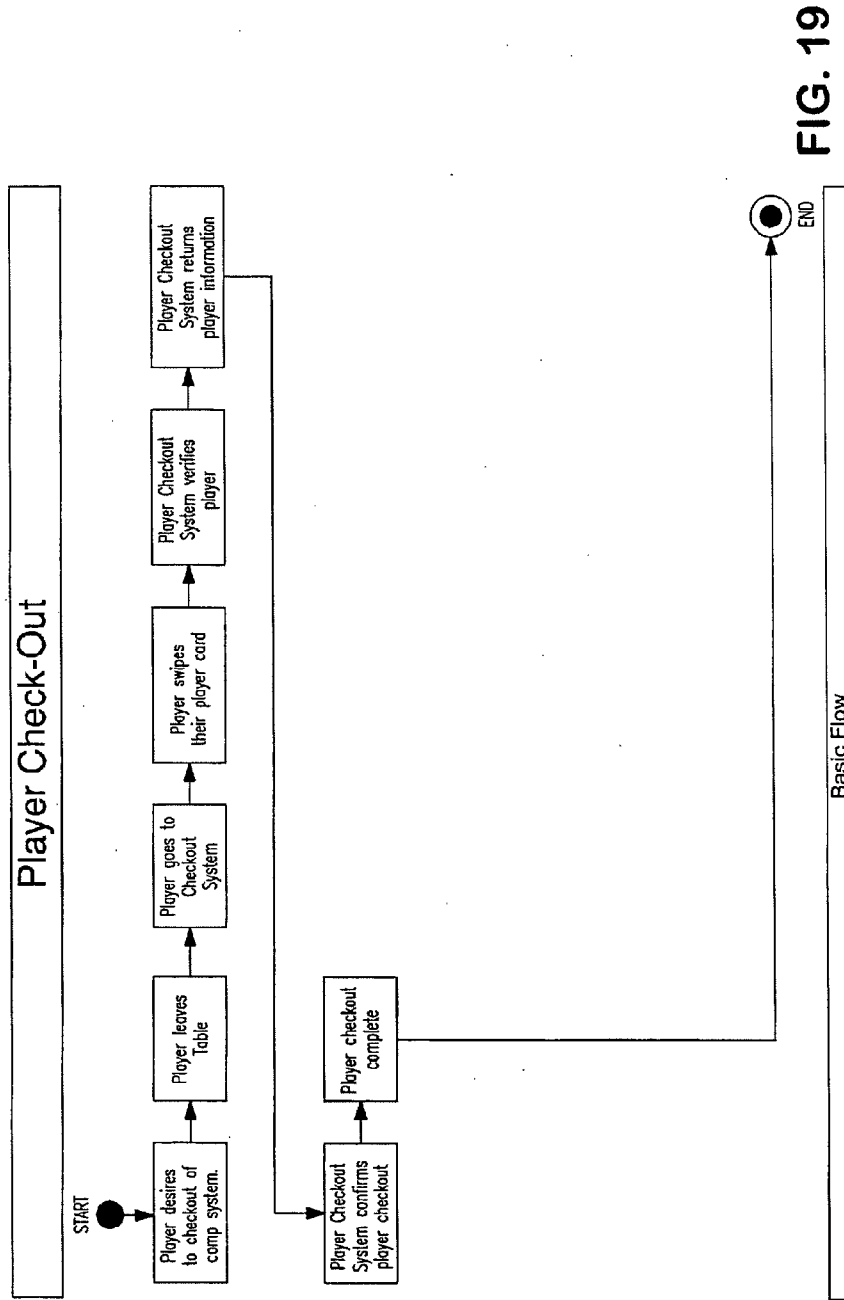 Player Check-Out
START
Player desires
to checkout of
comp system.
Player leaves
Table
Player goes to
Checkout
System
Player swipes
their player card
Player Checkout
System verifies
player
Player Checkout
System returns
player information
Player Checkout
System confirms
player checkout
Player checkout
complete
END
Basic Flow
FIG. 19